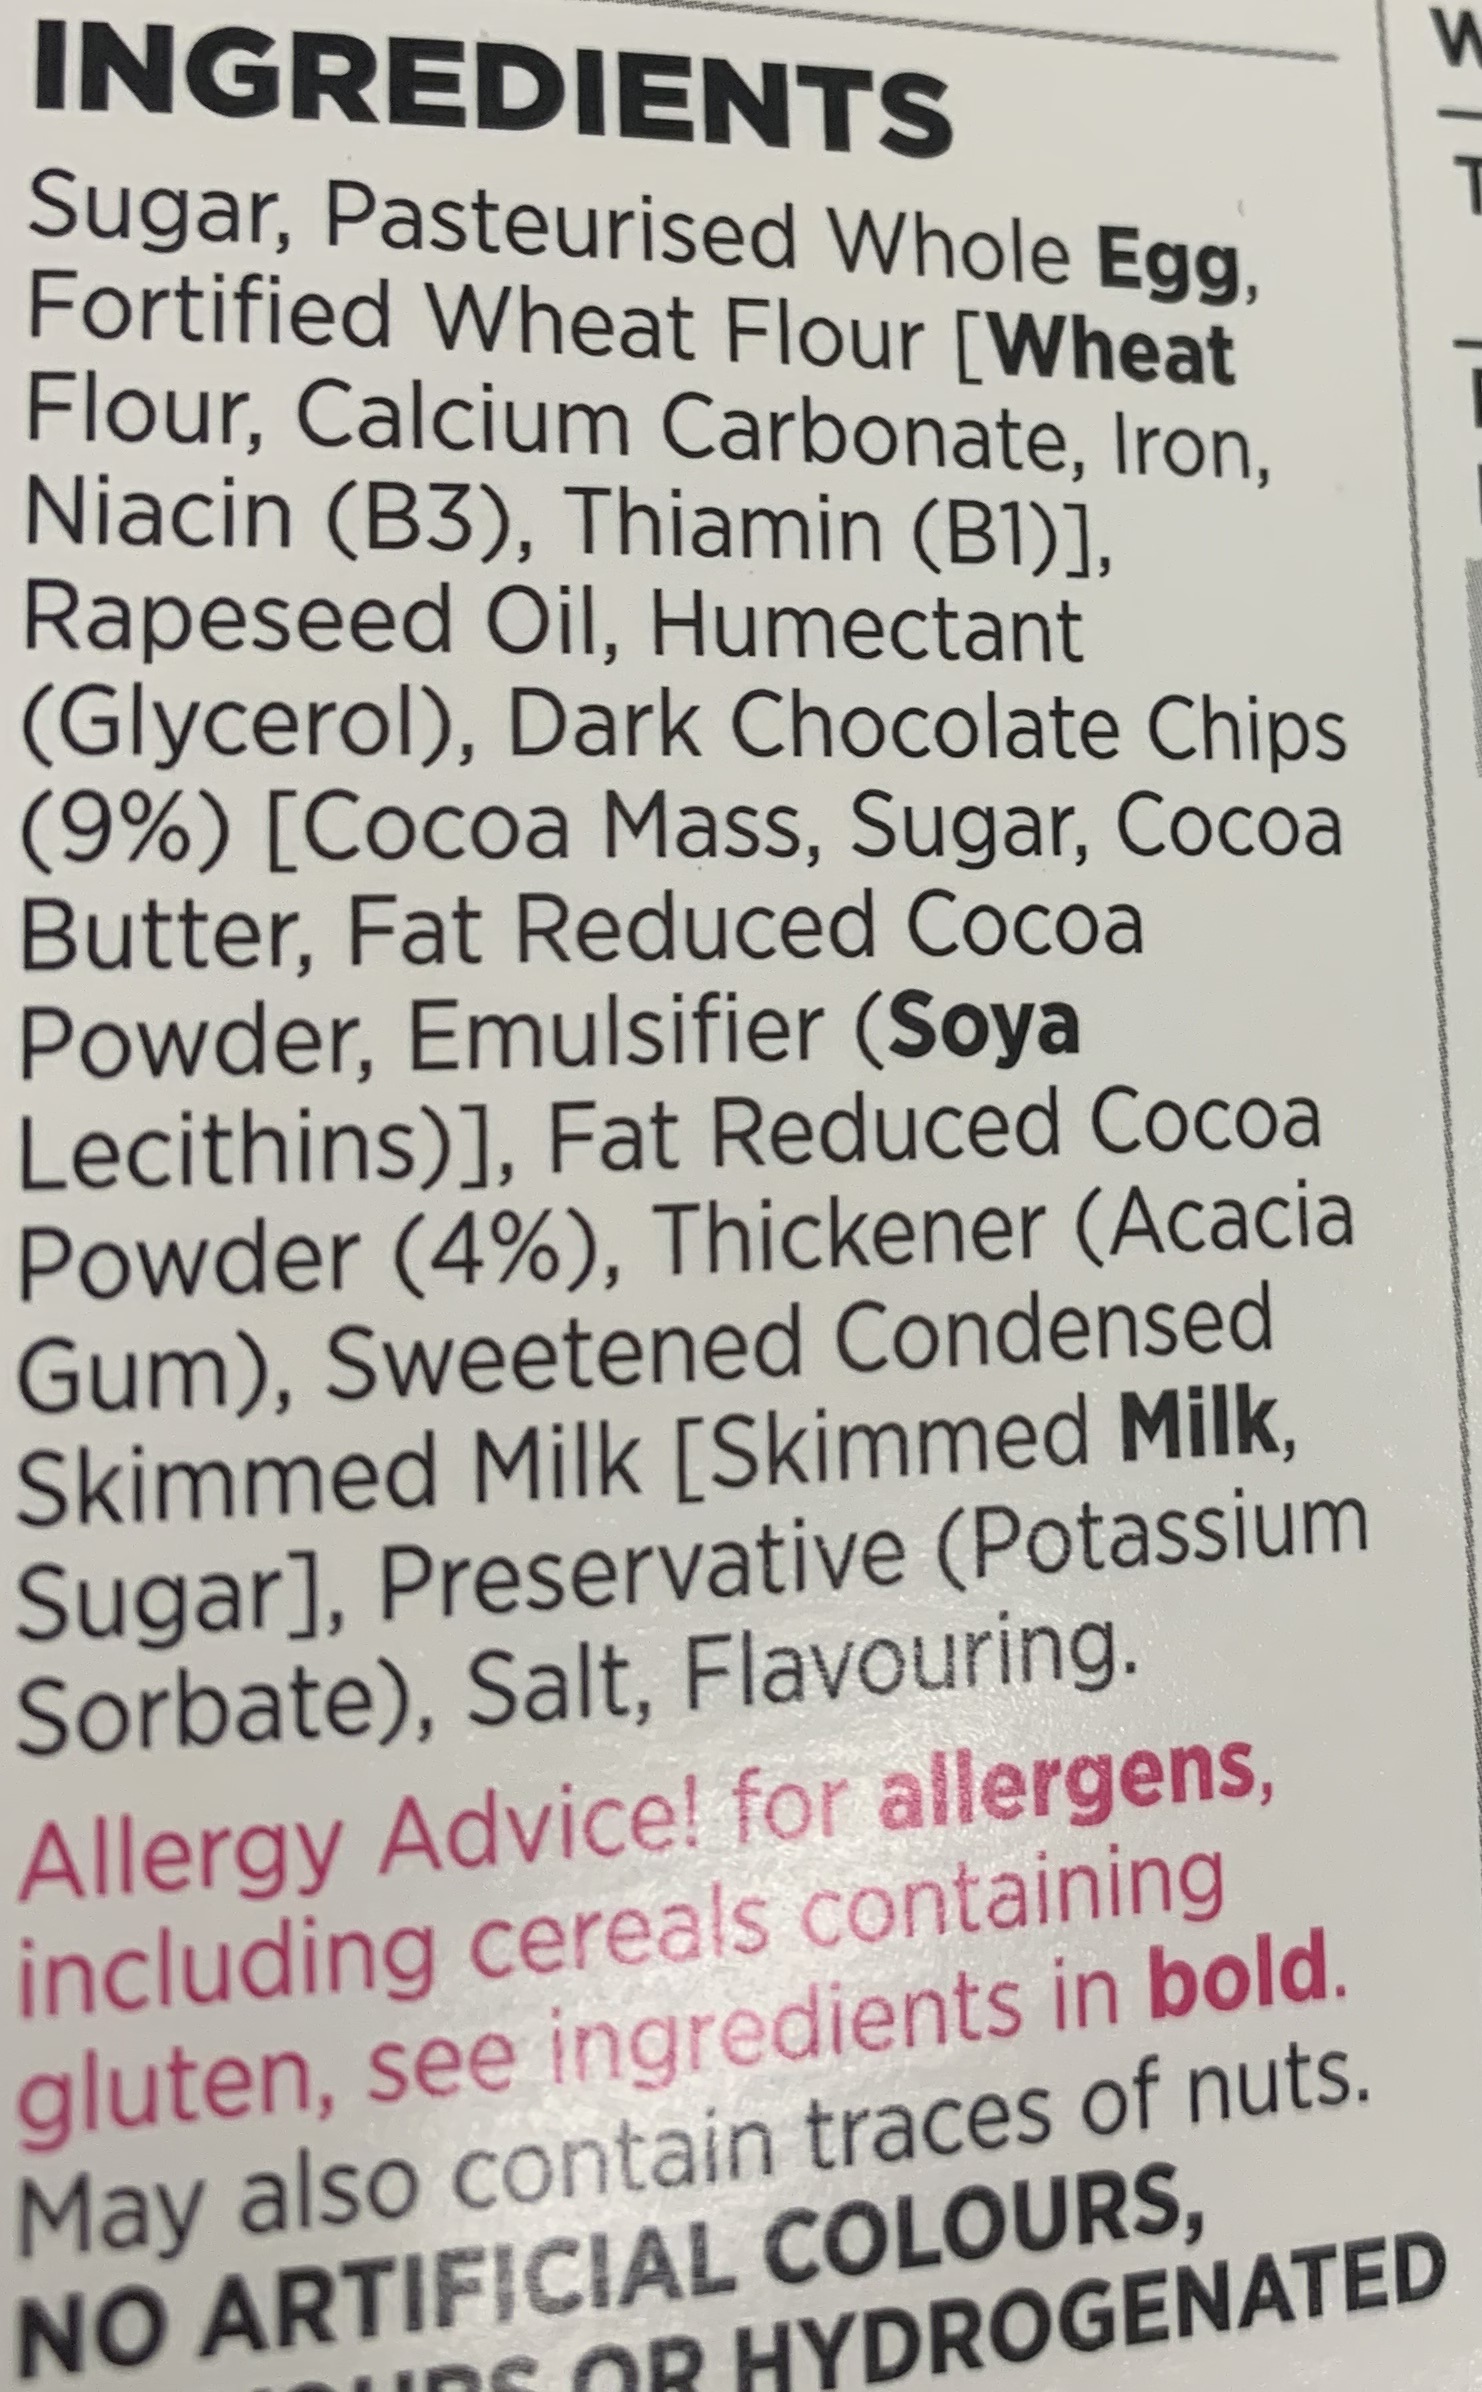 INGREDIENTS
Sugar, Pasteurised Whole Egg,
Fortified Wheat Flour [Wheat
Flour, Calcium Carbonate, Iron,
Niacin (B3), Thiamin (B1)],
Rapeseed Oil, Humectant
(Glycerol), Dark Chocolate Chips
(9%) [Cocoa Mass, Sugar, Cocoa
Butter, Fat Reduced Cocoa
Powder, Emulsifier (Soya
Lecithins)], Fat Reduced Cocoa
Powder (4%), Thickener (Acacia
Gum), Sweetened Condensed
Skimmed Milk [Skimmed Milk,
Sugar], Preservative (Potassium
Sorbate), Salt, Flavouring.
Allergy Advice! for allergens,
including cereals containing
gluten, see ingredients in bold.
May also contain traces of nuts.
NO ARTIFICIAL COLOURS,
OR HYDROGENATED